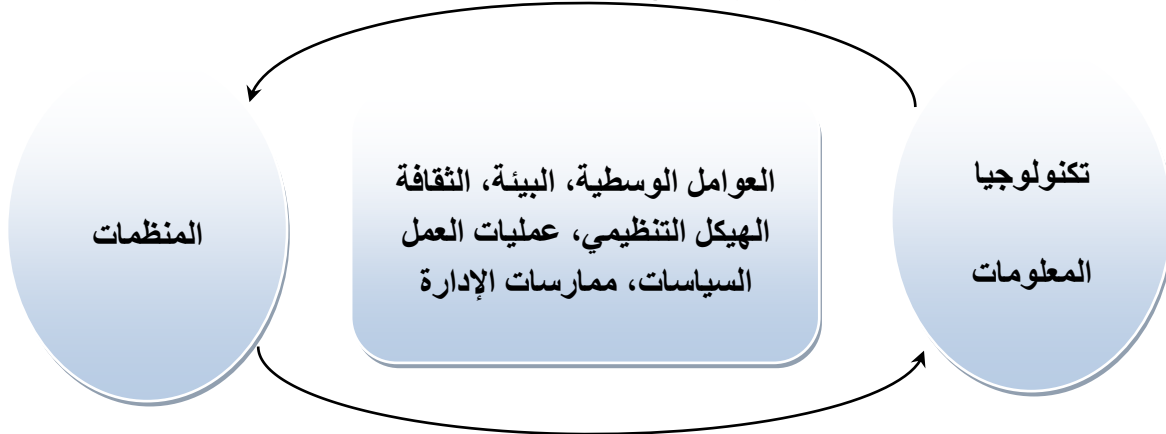 تكنولوجيا
المعلومات
العوامل الوسطية، البيئة، الثقافة
الهيكل التنظيمي، عمليات العمل
السياسات، ممارسات الإدارة
المنظمات